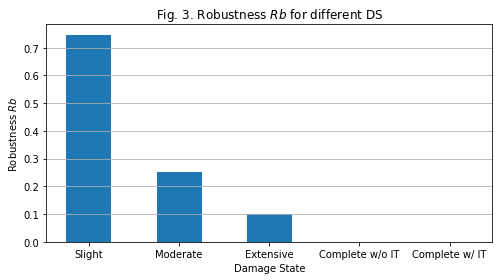 Fig. 3. Robustness Rb for different DS
Robustness Rb
0.7
0.6
0.5
0.4
0.3
0.2
0.1
0.0
Slight Moderate Extensive Complete w/o IT Complete w/ IT
Damage State